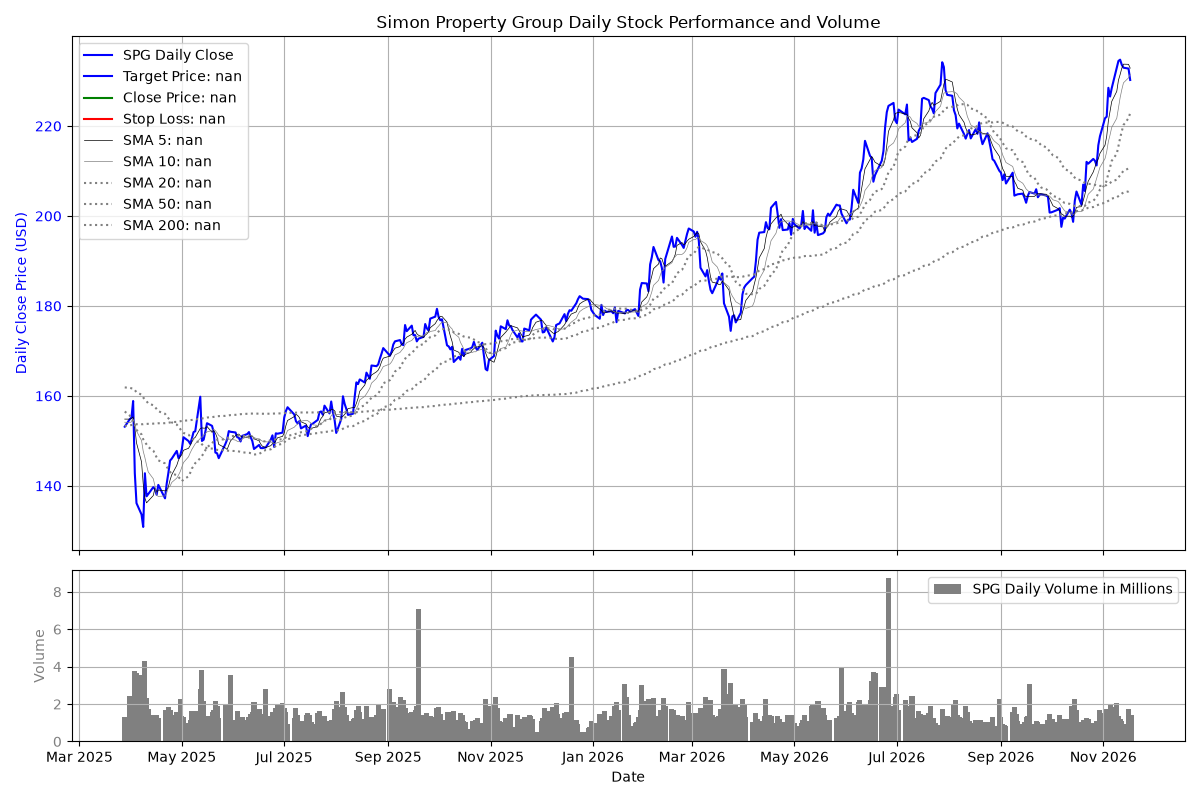 Simon Property Group Daily Stock Performance and Volume
SPG Daily Close
Target Price: nan
Close Price: nan
Stop Loss: nan
SMA 5: nan
SMA 10: nan
SMA 20: nan
SMA 50: nan
SMA 200: nan
220
200
180
160
140
Daily Close Price (USD)
SPG Daily Volume in Millions
8
6
4
2
0
Volume
Mar 2025 May 2025 Jul 2025 Sep 2025 Nov 2025 Jan 2026 Mar 2026 May 2026 Jul 2026 Sep 2026 Nov 2026
Date